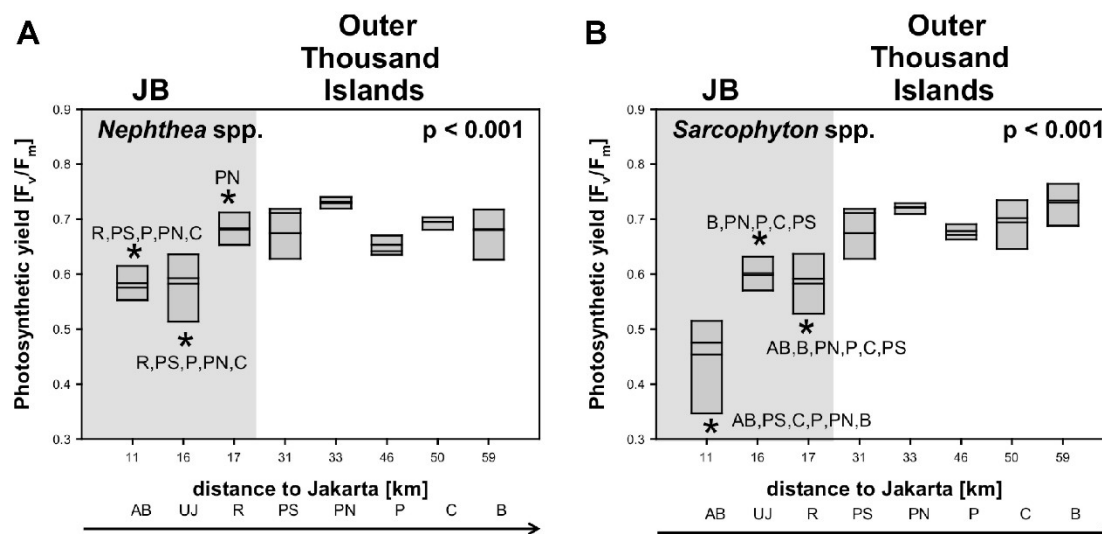 A
JB
Outer
Thousand
Islands
Nephthea spp.
p < 0.001
Photosynthetic yield [Fv/Fm]
0.9
0.8
0.7
0.6
0.5
0.4
0.3
PN
*
R,PS,P,PN,C
*
*
R,PS,P,PN,C
11 16 17 31 33 46 50 59
distance to Jakarta [km]
AB UJ R PS PN P C B
B
JB
Outer
Thousand
Islands
Sarcophyton spp.
p < 0.001
Photosynthetic yield [Fv/Fm]
0.9
0.8
0.7
0.6
0.5
0.4
0.3
B,PN,P,C,PS
*
*
AB,B,PN,P,C,PS
AB,PS,C,P,PN,B
*
11 16 17 31 33 46 50 59
distance to Jakarta [km]
AB UJ R PS PN P C B